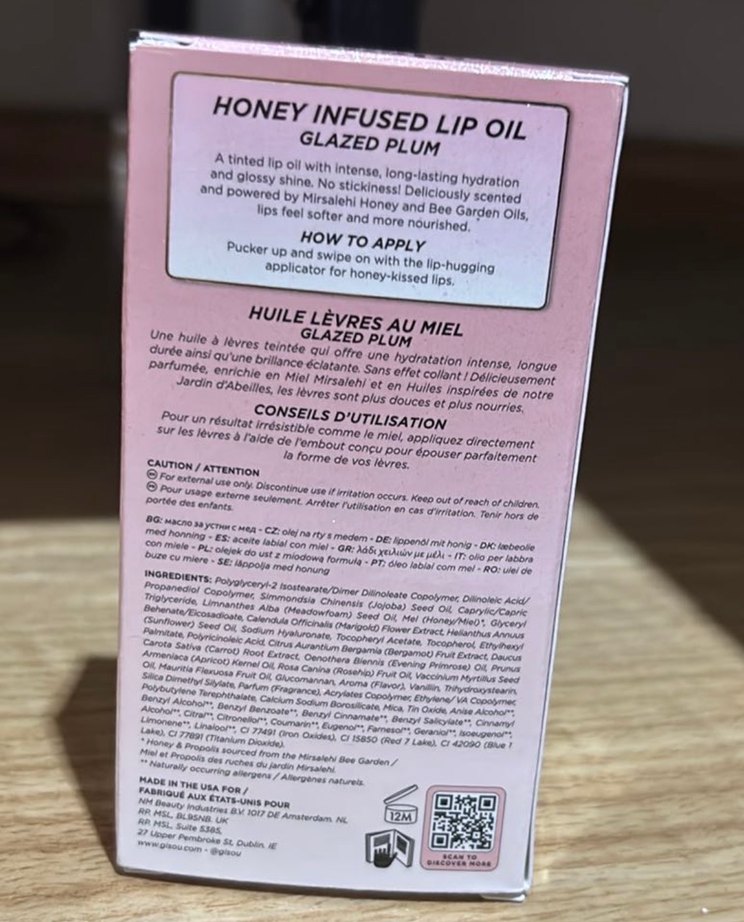 HONEY INFUSED LIP OIL
GLAZED PLUM
A tinted lip oil with intense, long-lasting hydration
and glossy shine. No stickiness! Deliciously scented
and powered by Mirsalehi Honey and Bee Garden Oils,
lips feel softer and more nourished.
HOW TO APPLY
Pucker up and swipe on with the lip-hugging
applicator for honey-kissed lips.
HUILE LÈVRES AU MIEL
GLAZED PLUM
Une huile à lèvres teintée qui offre une hydratation intense, longue
durée ainsi qu'une brillance éclatante. Sans effet collant ! Délicieusement
parfumée, enrichie en Miel Mirsalehi et en Huiles inspirées de notre
Jardin d'Abeilles, les lèvres sont plus douces et plus nourries.
CONSEILS D'UTILISATION
Pour un résultat irrésistible comme le miel, appliquez directement
sur les lèvres à l'aide de l'embout conçu pour épouser parfaitement
la forme de vos lèvres.
CAUTION / ATTENTION
EN For external use only. Discontinue use if irritation occurs. Keep out of reach of children.
FR Pour usage externe seulement. Arrêter l'utilisation en cas d'irritation. Tenir hors de
portée des enfants.
BG: масло за устни с мед - CZ: olej na rty s medem - DE: lippenöl mit honig - DK: læbeolie
med honning - ES: aceite labial con miel - GR: λάδι χειλιών με μέλι - IT: olio per labbra
con miele - PL: olejek do ust z miodową formułą - PT: óleo labial com mel - RO: ulei de
buze cu miere - SE: läppolja med honung
INGREDIENTS: Polyglyceryl-2 Isostearate/Dimer Dilinoleate Copolymer, Dilinoleic Acid/
Propanediol Copolymer, Simmondsia Chinensis (Jojoba) Seed Oil, Caprylic/Capric
Triglyceride, Limnanthes Alba (Meadowfoam) Seed Oil, Mel (Honey/Miel)*, Glyceryl
Behenate/Eicosadioate, Calendula Officinalis (Marigold) Flower Extract, Helianthus Annuus
(Sunflower) Seed Oil, Sodium Hyaluronate, Tocopheryl Acetate, Tocopherol, Ethylhexyl
Palmitate, Polyricinoleic Acid, Citrus Aurantium Bergamia (Bergamot) Fruit Extract, Daucus
Carota Sativa (Carrot) Root Extract, Oenothera Biennis (Evening Primrose) Oil, Prunus
Armeniaca (Apricot) Kernel Oil, Rosa Canina (Rosehip) Fruit Oil, Vaccinium Myrtillus Seed
Oil, Mauritia Flexuosa Fruit Oil, Glucomannan, Aroma (Flavor), Vanillin, Trihydroxystearin,
Silica Dimethyl Silylate, Parfum (Fragrance), Acrylates Copolymer, Ethylene/VA Copolymer,
Polybutylene Terephthalate, Calcium Sodium Borosilicate, Mica, Tin Oxide, Anise Alcohol**,
Benzyl Alcohol**, Benzyl Benzoate**, Benzyl Cinnamate**, Benzyl Salicylate**, Cinnamyl
Alcohol**, Citral**, Citronellol**, Coumarin**, Eugenol**, Farnesol**, Geraniol**, Isoeugenol**,
Limonene**, Linalool**, CI 77491 (Iron Oxides), CI 15850 (Red 7 Lake), CI 42090 (Blue 1
Lake), CI 77891 (Titanium Dioxide).
* Honey & Propolis sourced from the Mirsalehi Bee Garden /
Miel et Propolis des ruches du jardin Mirsalehi.
** Naturally occurring allergens / Allergènes naturels.
MADE IN THE USA FOR /
FABRIQUÉ AUX ÉTATS-UNIS POUR
NM Beauty Industries B.V. 1017 DE Amsterdam. NL
RP. MSL, BL95NB. UK
RP. MSL, Suite 5385,
27 Upper Pembroke St, Dublin. IE
www.gisou.com - @gisou
12M
SCAN TO
DISCOVER MORE